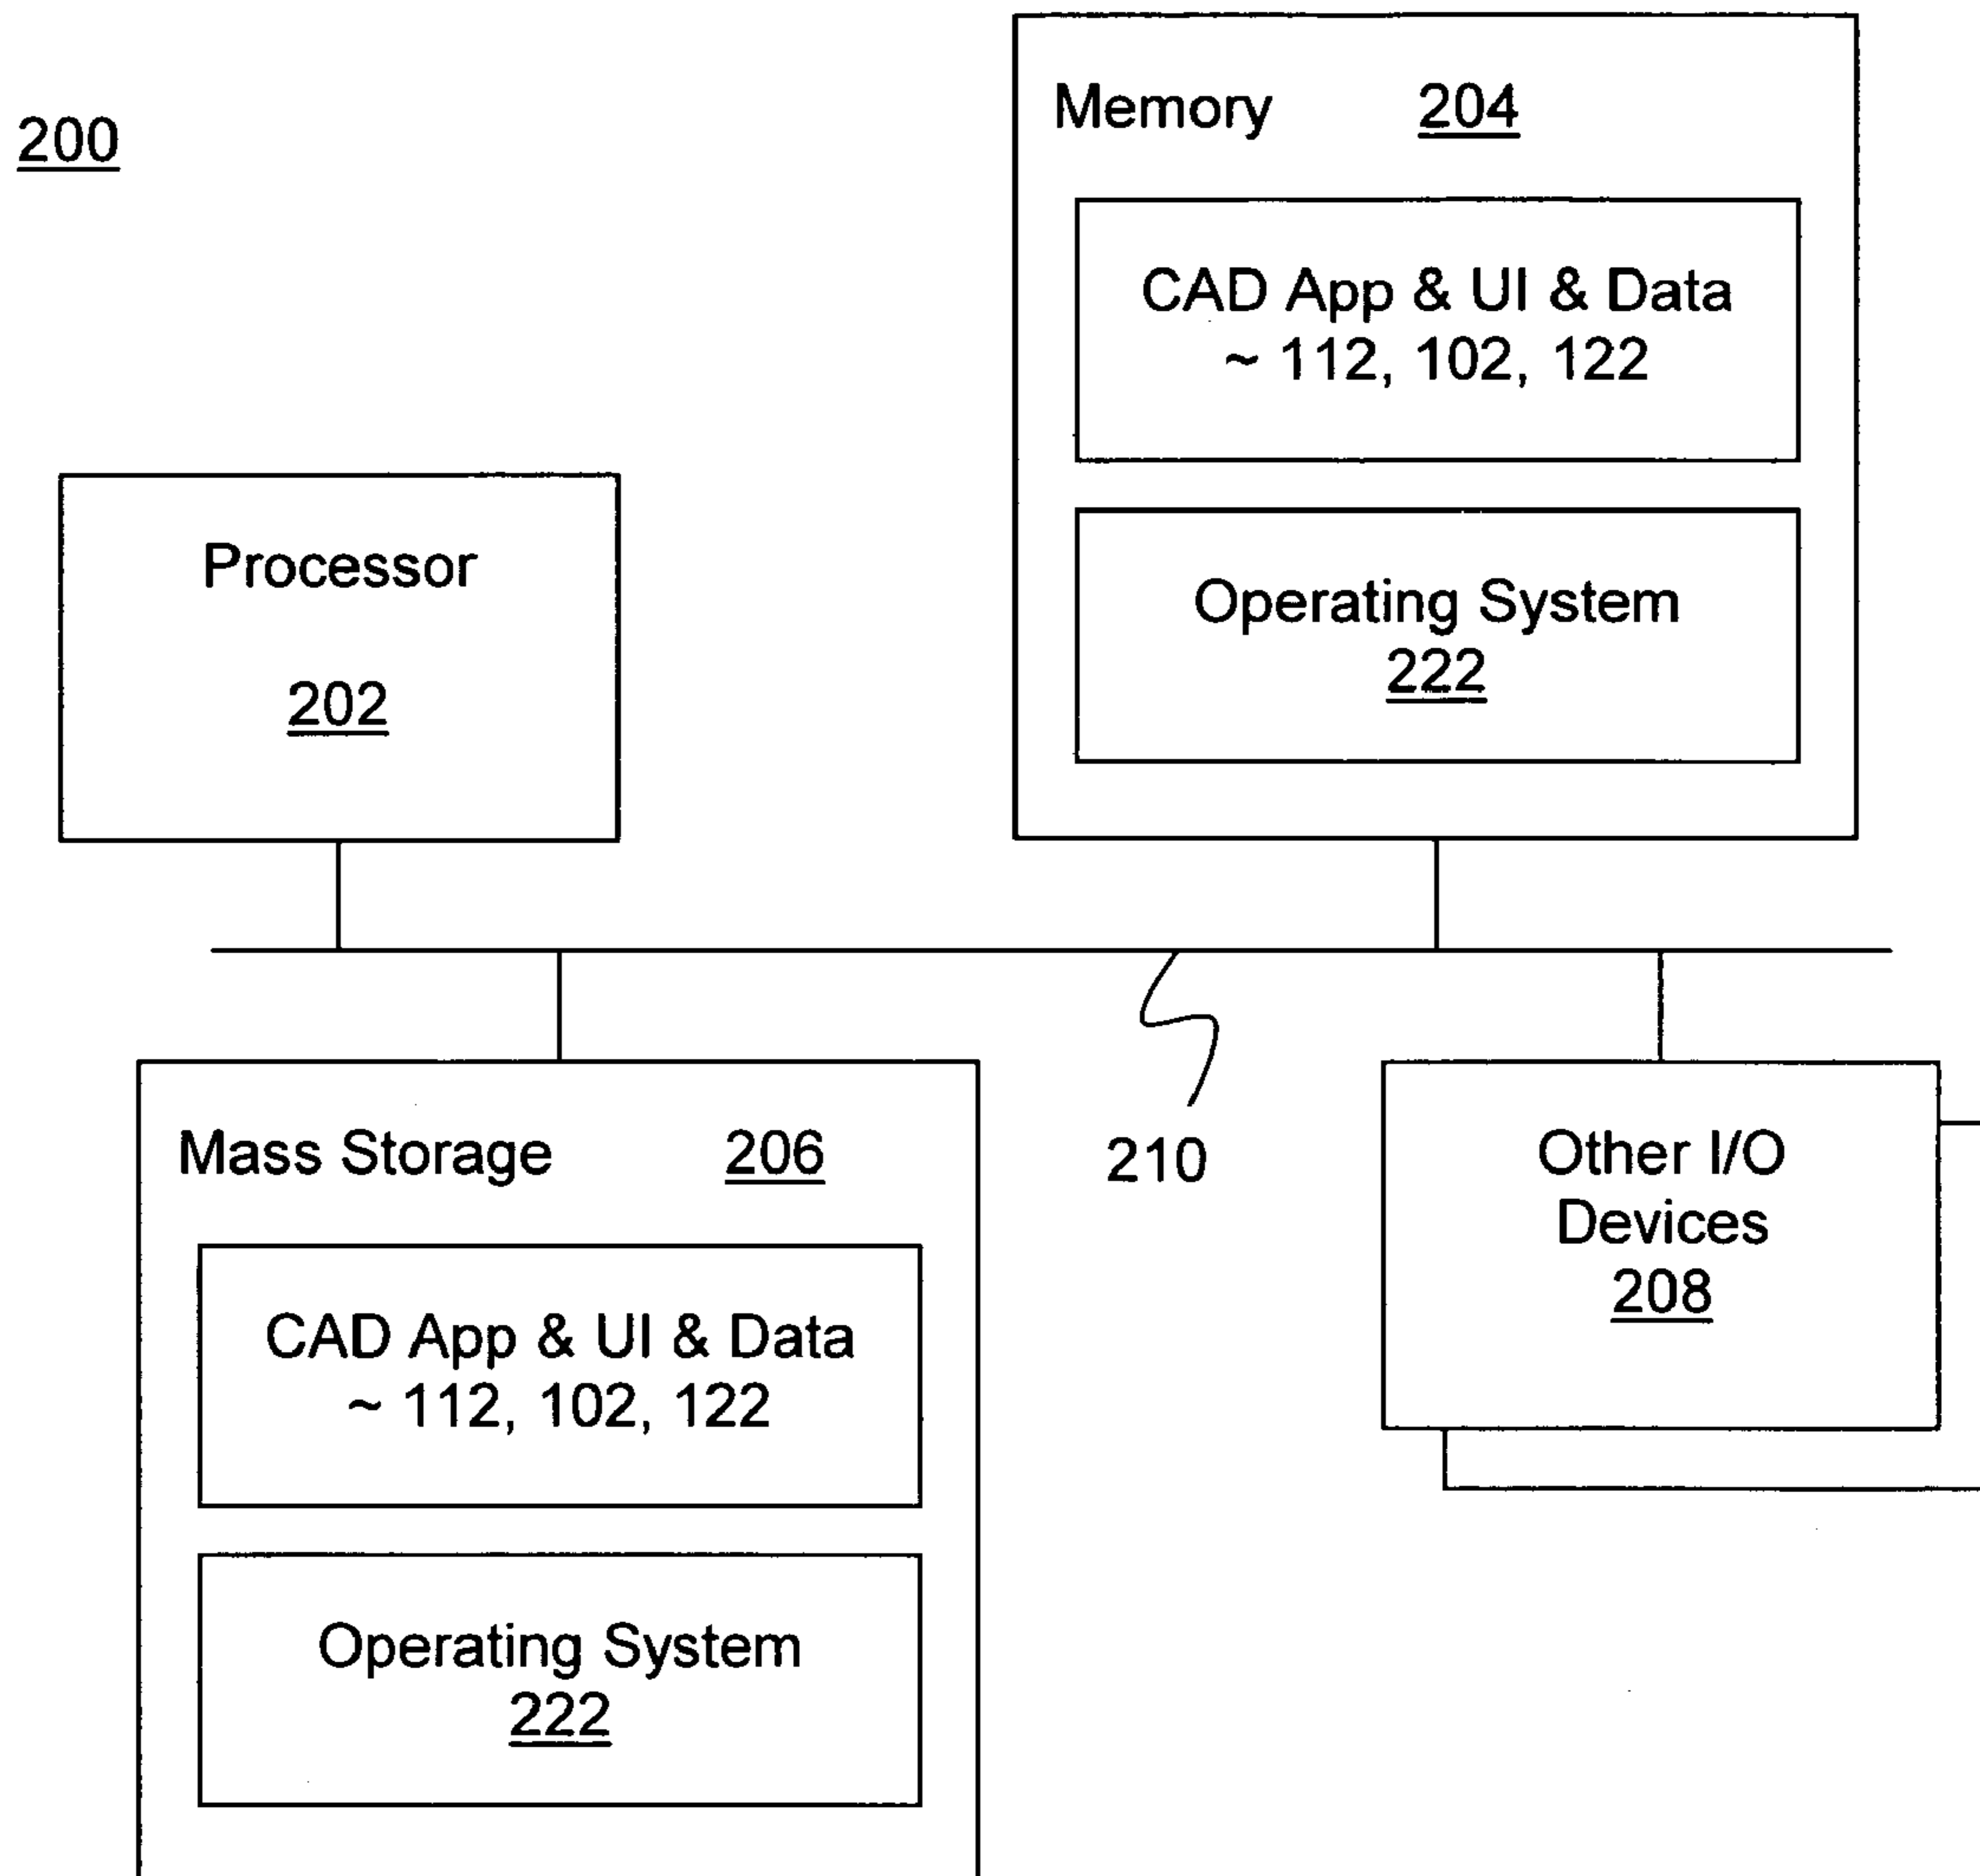 200
Memory 204
CAD App & UI & Data
~ 112, 102, 122
Operating System
222
Processor
202
210
Mass Storage 206
CAD App & UI & Data
~ 112, 102, 122
Operating System
222
Other I/O
Devices
208